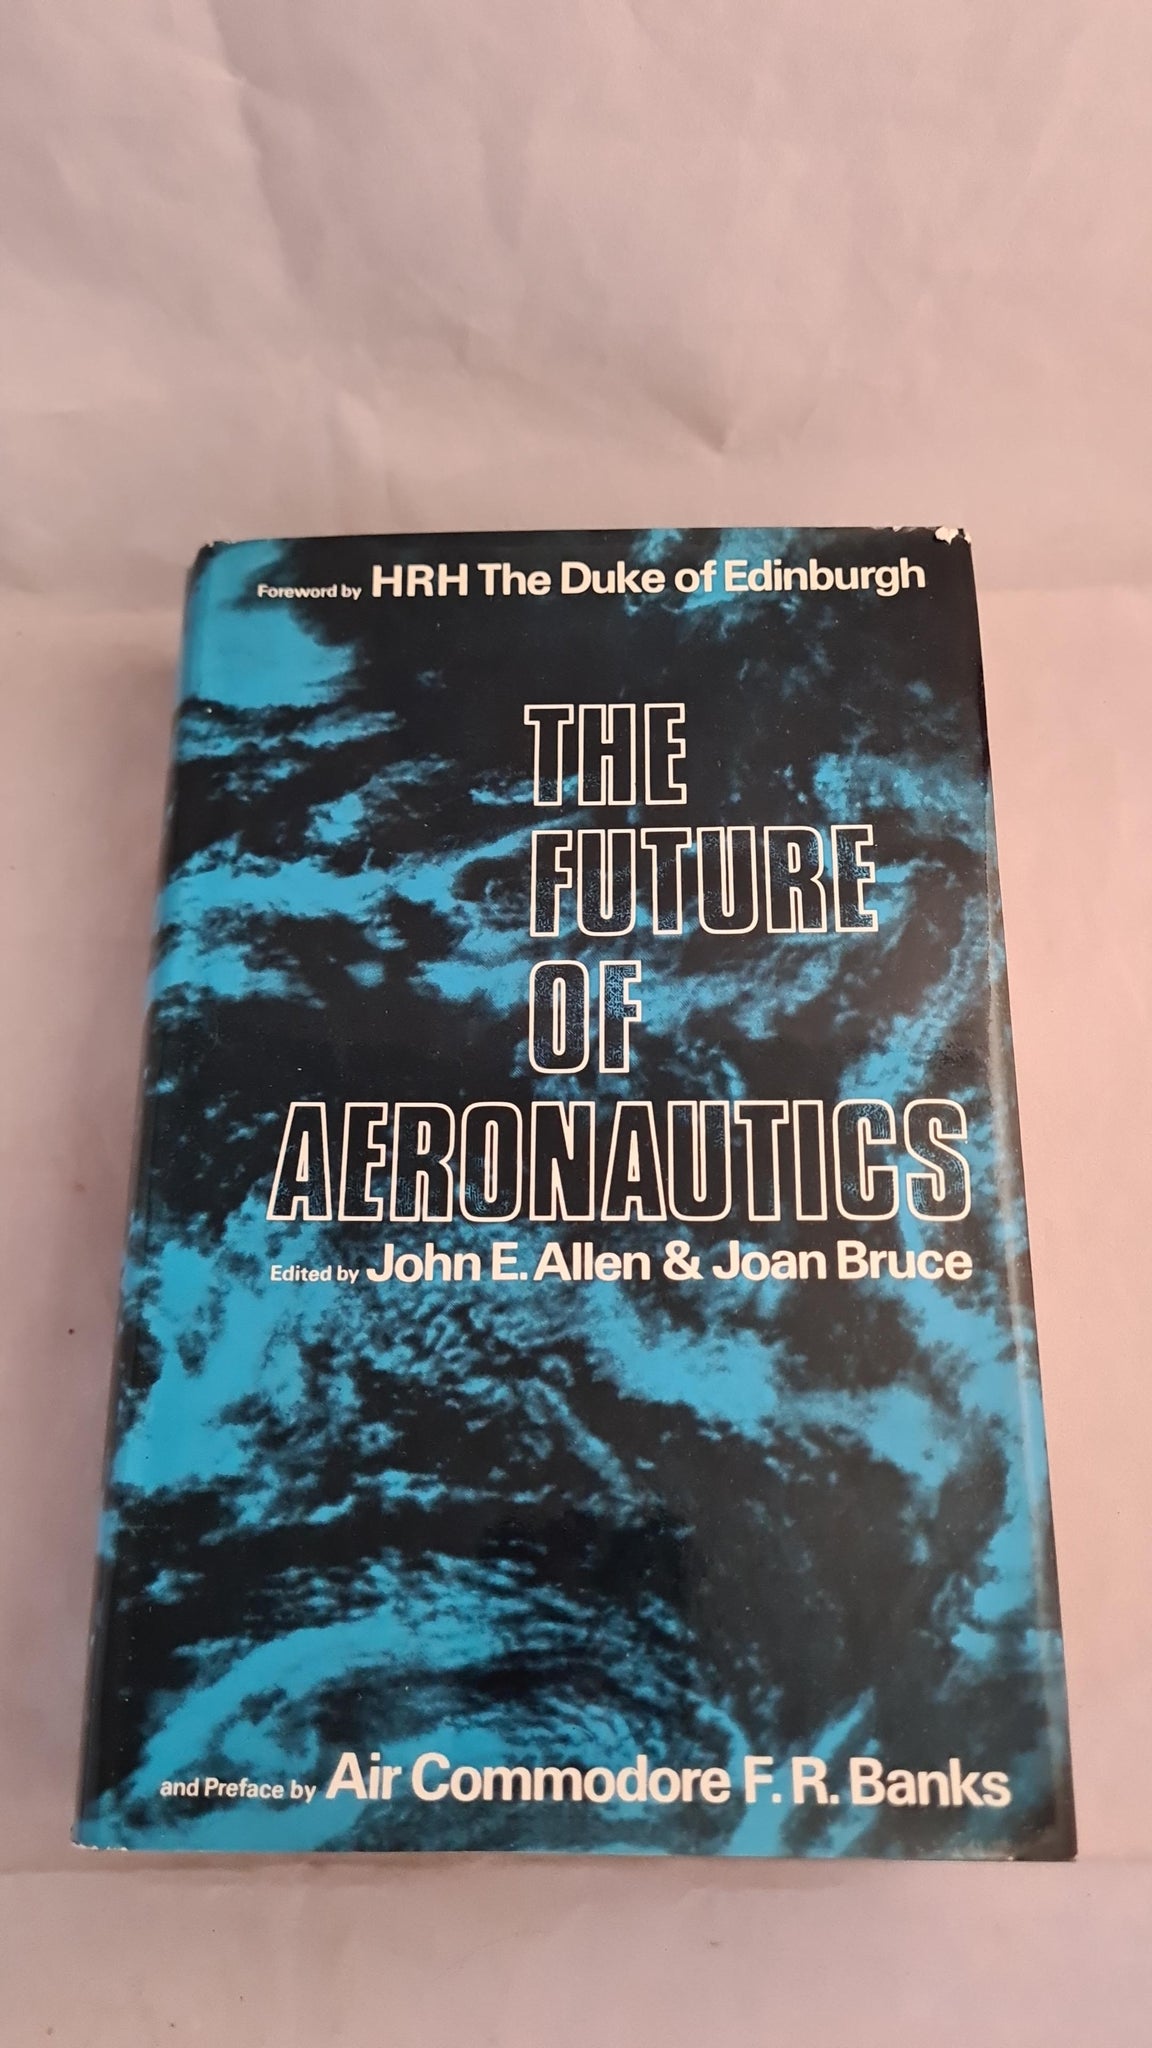 Foreword by HRH The Duke of Edinburgh
THE
FUTURE
OF
AERONAUTICS
Edited by John E. Allen & Joan Bruce
and Preface by Air Commodore F. R. Banks